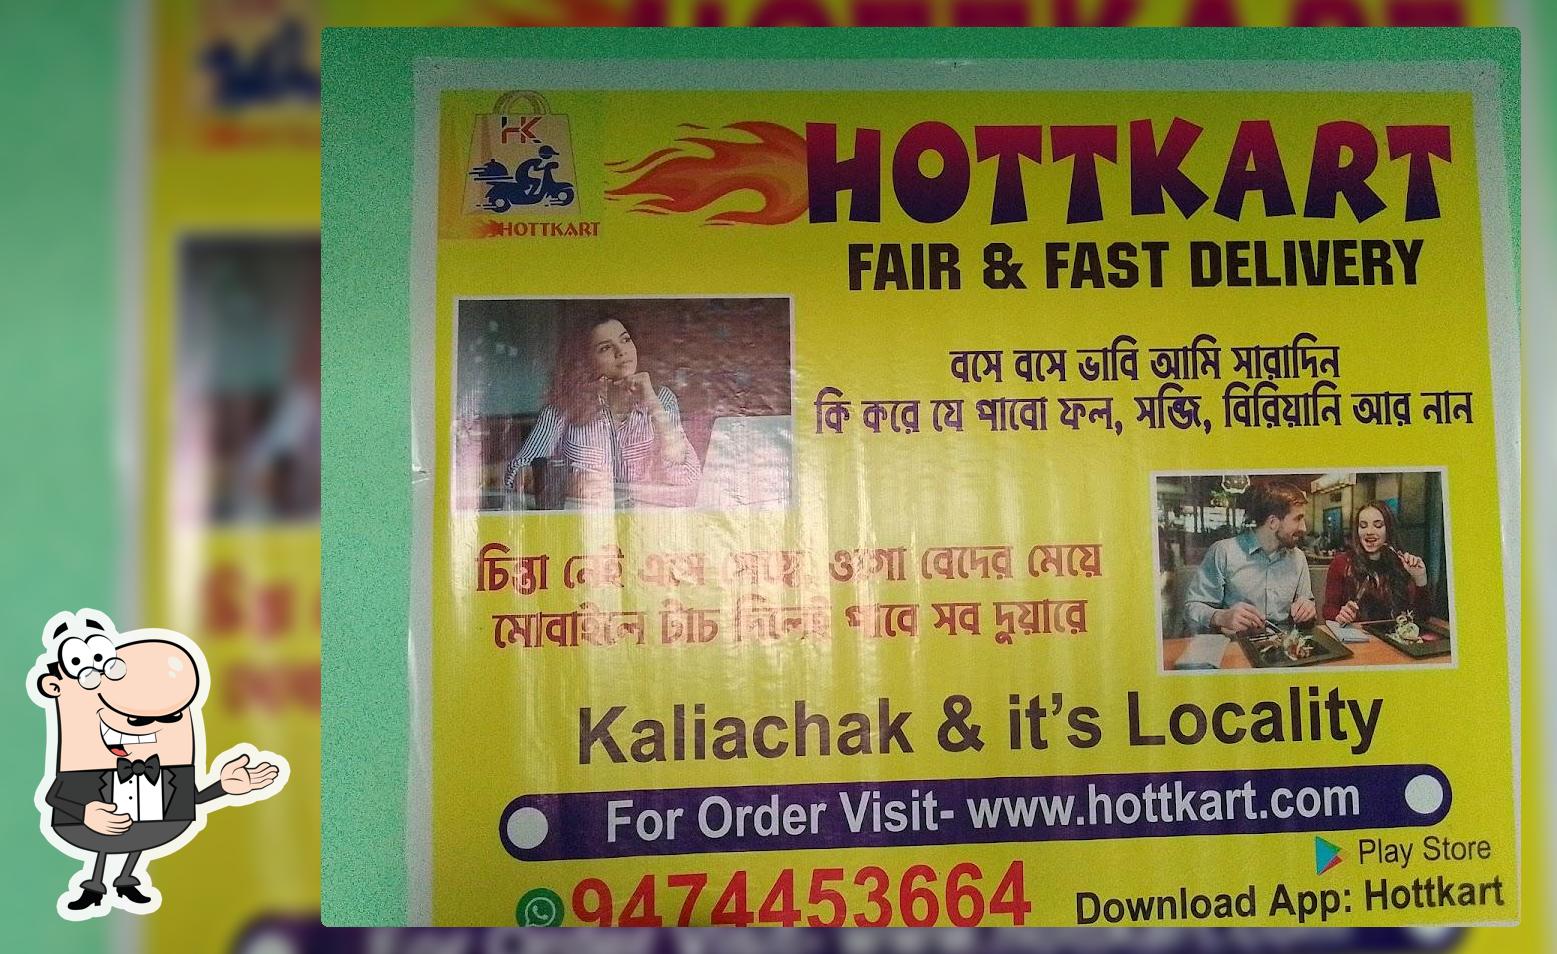 HK
HOTTKART
HOTTKART
FAIR & FAST DELIVERY
বসে বসে ভাবি আমি সারাদিন
কি করে যে পাবো ফল, সব্জি, বিরিয়ানি আর নান
চিন্তা নেই এসে গেছে, ওগো বেদের মেয়ে
মোবাইলে টাচ দিলেই পাবে সব দুয়ারে
Kaliachak & it's Locality
For Order Visit- www.hottkart.com
Play Store
9474453664
Download App: Hottkart